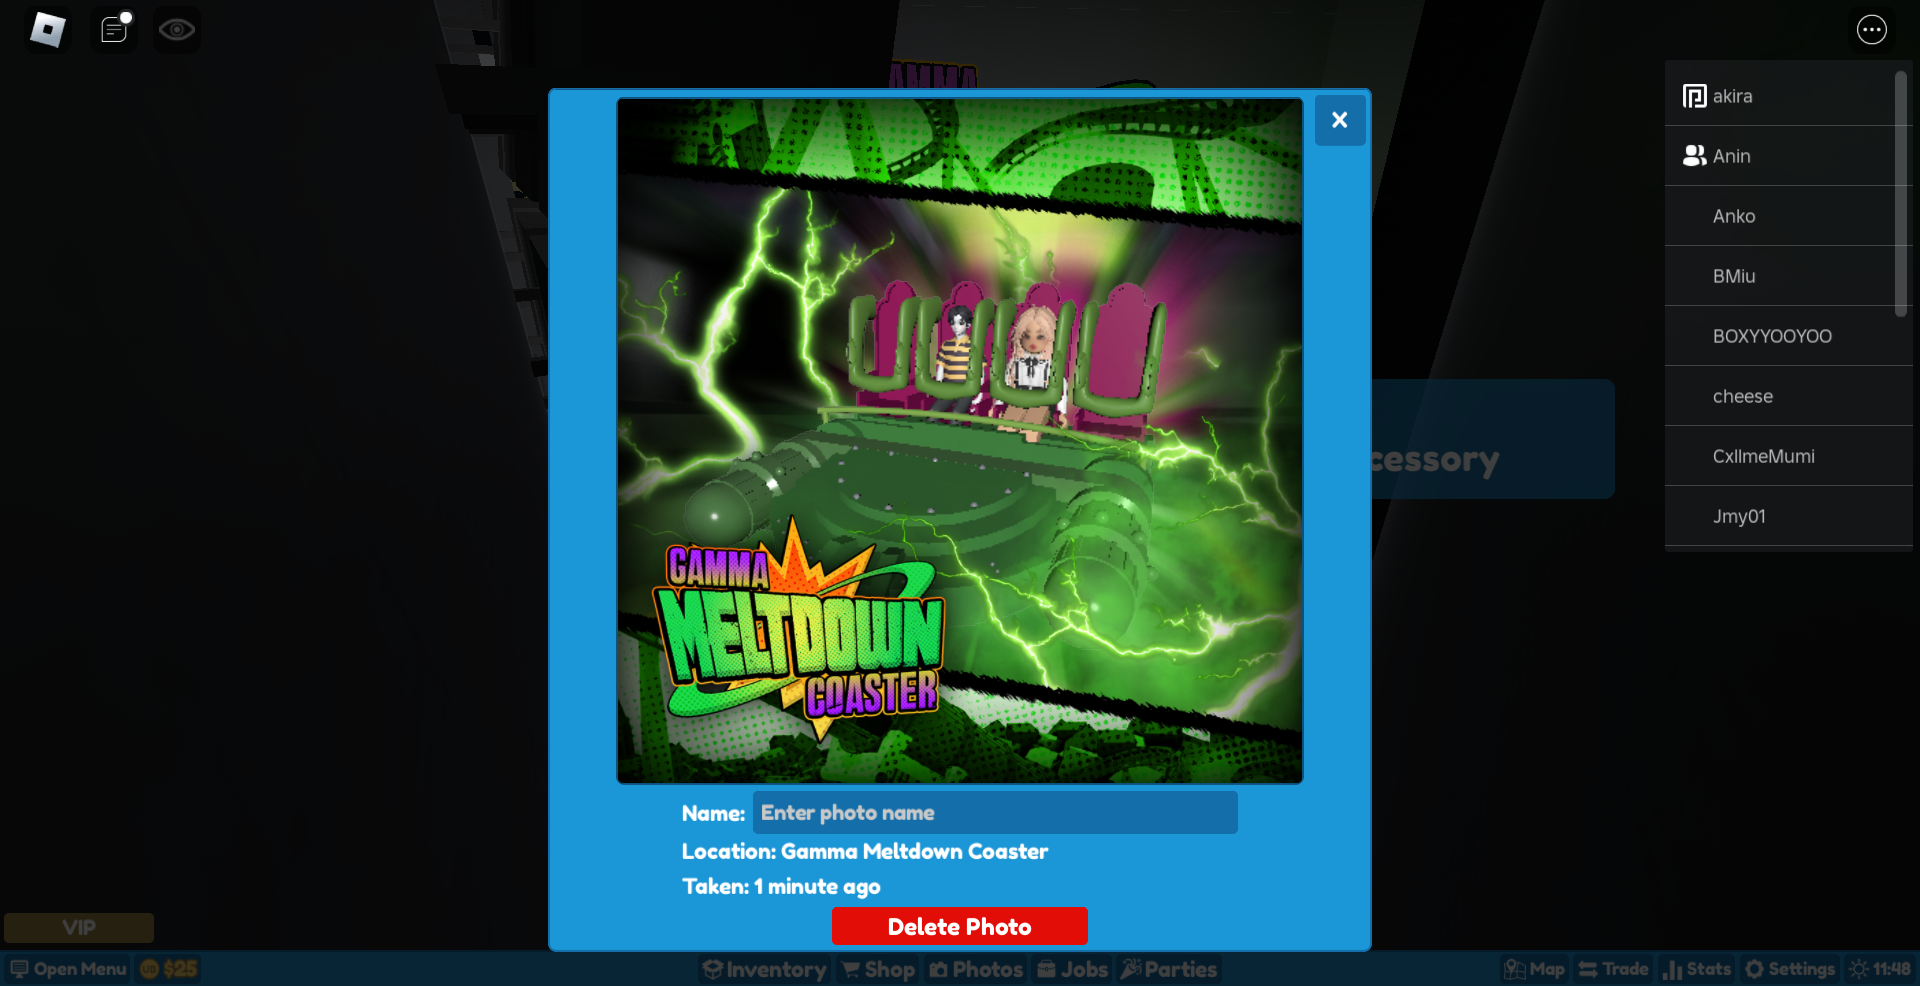 akira
Anin
Anko
BMiu
BOXYYOOYOO
cheese
CxllmeMumi
Jmy01
GAMMA
MELTDOWN
COASTER
cessory
Name: Enter photo name
Location: Gamma Meltdown Coaster
Taken: 1 minute ago
Delete Photo
VIP
Open Menu $25 Inventory Shop Photos Jobs Parties Map Trade Stats Settings 11:48